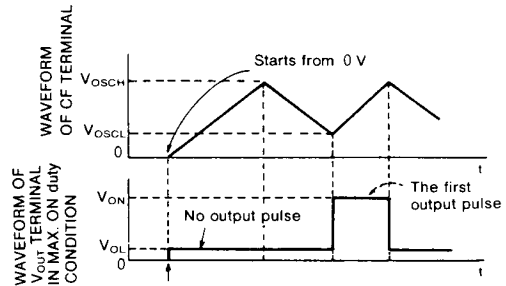 WAVEFORM
OF CF TERMINAL
Starts from 0 V
VOSCH
VOSCL
0
t
WAVEFORM OF
VOUT TERMINAL
IN MAX. ON duty
CONDITION
VON
VOL
0
No output pulse
The first
output pulse
t